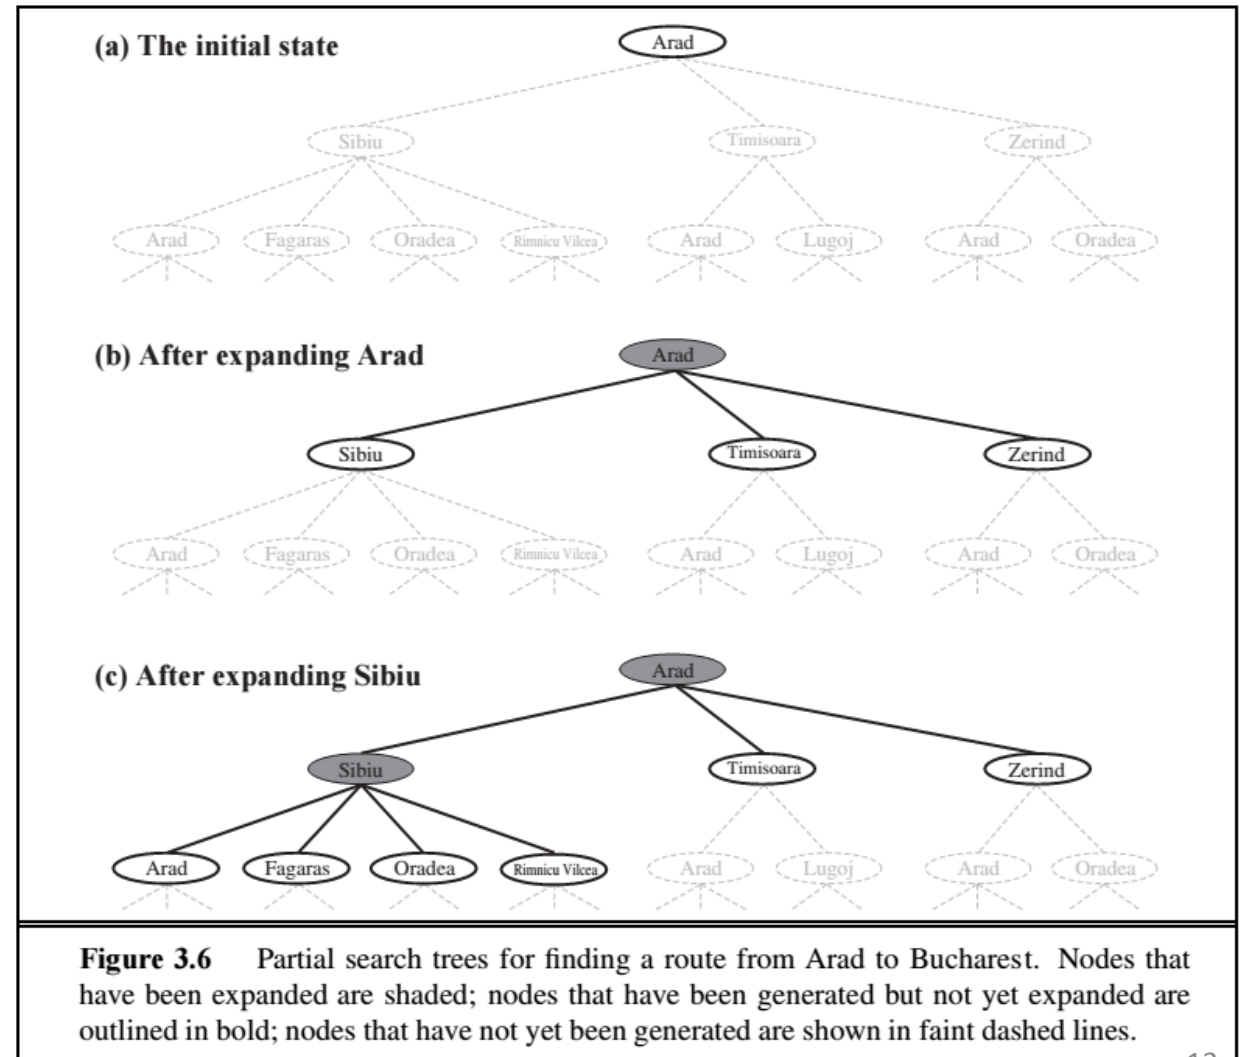 (a) The initial state
Arad
Sibiu Timisoara Zerind
Arad Fagaras Oradea Rimnicu Vilcea Arad Lugoj Arad Oradea
(b) After expanding Arad
Arad
Sibiu Timisoara Zerind
Arad Fagaras Oradea Rimnicu Vilcea Arad Lugoj Arad Oradea
(c) After expanding Sibiu
Arad
Sibiu Timisoara Zerind
Arad Fagaras Oradea Rimnicu Vilcea Arad Lugoj Arad Oradea
Figure 3.6 Partial search trees for finding a route from Arad to Bucharest. Nodes that
have been expanded are shaded; nodes that have been generated but not yet expanded are
outlined in bold; nodes that have not yet been generated are shown in faint dashed lines.